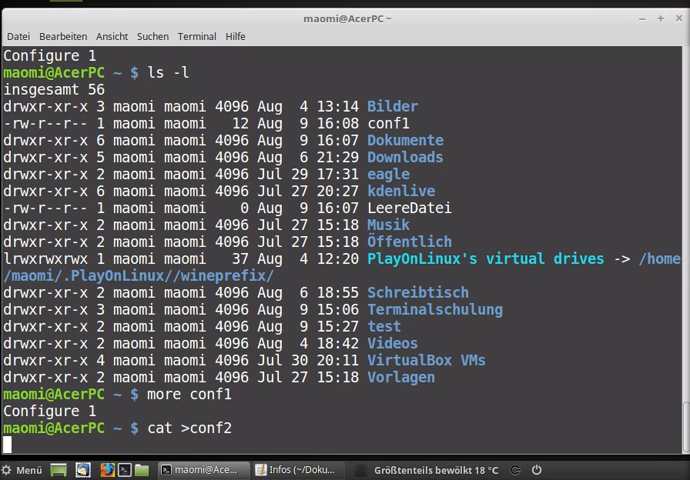 maomi@AcerPC ~
Datei Bearbeiten Ansicht Suchen Terminal Hilfe
Configure 1
maomi@AcerPC ~ $ ls -l
insgesamt 56
drwxr-xr-x 3 maomi maomi 4096 Aug  4 13:14 Bilder
-rw-r--r-- 1 maomi maomi   12 Aug  9 16:08 conf1
drwxr-xr-x 6 maomi maomi 4096 Aug  9 16:07 Dokumente
drwxr-xr-x 5 maomi maomi 4096 Aug  6 21:29 Downloads
drwxr-xr-x 2 maomi maomi 4096 Jul 29 17:31 eagle
drwxr-xr-x 6 maomi maomi 4096 Jul 27 20:27 kdenlive
-rw-r--r-- 1 maomi maomi    0 Aug  9 16:07 LeereDatei
drwxr-xr-x 2 maomi maomi 4096 Jul 27 15:18 Musik
drwxr-xr-x 2 maomi maomi 4096 Jul 27 15:18 Öffentlich
lrwxrwxrwx 1 maomi maomi   37 Aug  4 12:20 PlayOnLinux's virtual drives -> /home
/maomi/.PlayOnLinux//wineprefix/
drwxr-xr-x 2 maomi maomi 4096 Aug  6 18:55 Schreibtisch
drwxr-xr-x 3 maomi maomi 4096 Aug  9 15:06 Terminalschulung
drwxr-xr-x 2 maomi maomi 4096 Aug  9 15:27 test
drwxr-xr-x 2 maomi maomi 4096 Aug  4 18:42 Videos
drwxr-xr-x 4 maomi maomi 4096 Jul 30 20:11 VirtualBox VMs
drwxr-xr-x 2 maomi maomi 4096 Jul 27 15:18 Vorlagen
maomi@AcerPC ~ $ more conf1
Configure 1
maomi@AcerPC ~ $ cat >conf2
Menü maomi@Ace... Infos (~/Doku... Größtenteils bewölkt 18 °C